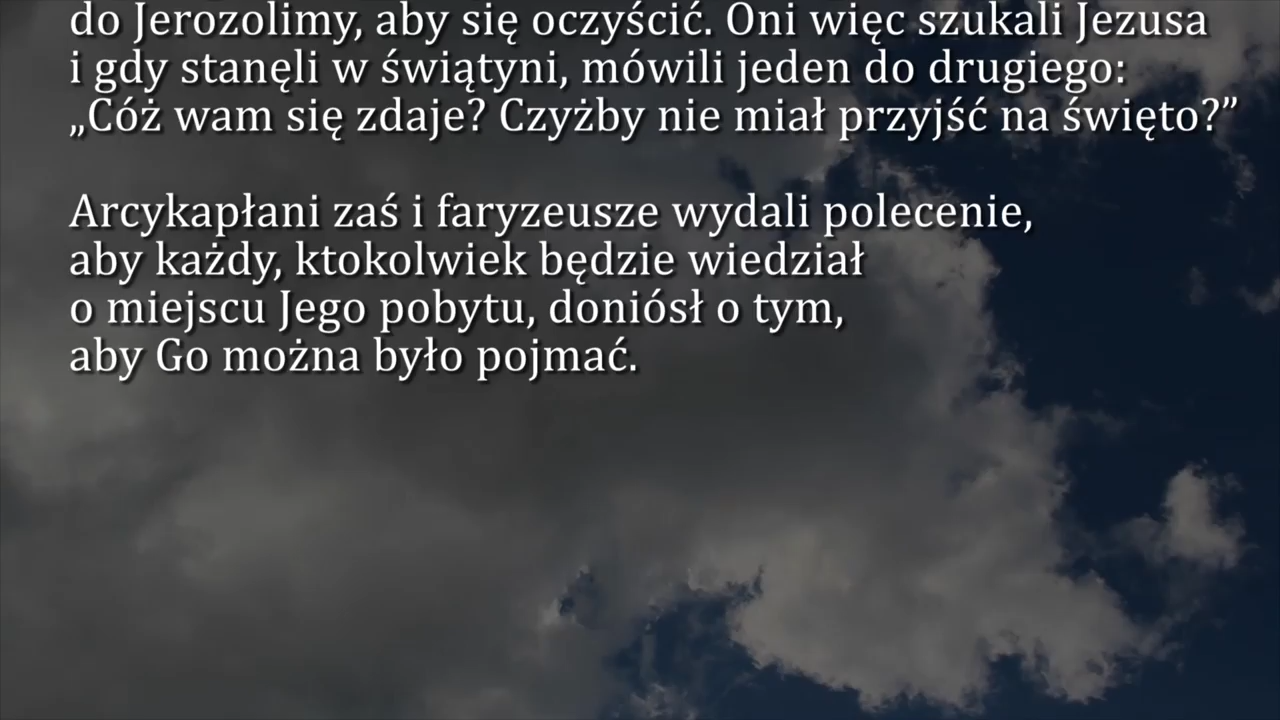 do Jerozolimy, aby się oczyścić. Oni więc szukali Jezusa
i gdy stanęli w świątyni, mówili jeden do drugiego:
„Cóż wam się zdaje? Czyżby nie miał przyjść na święto?”
Arcykapłani zaś i faryzeusze wydali polecenie,
aby każdy, ktokolwiek będzie wiedział
o miejscu Jego pobytu, doniósł o tym,
aby Go można było pojmać.